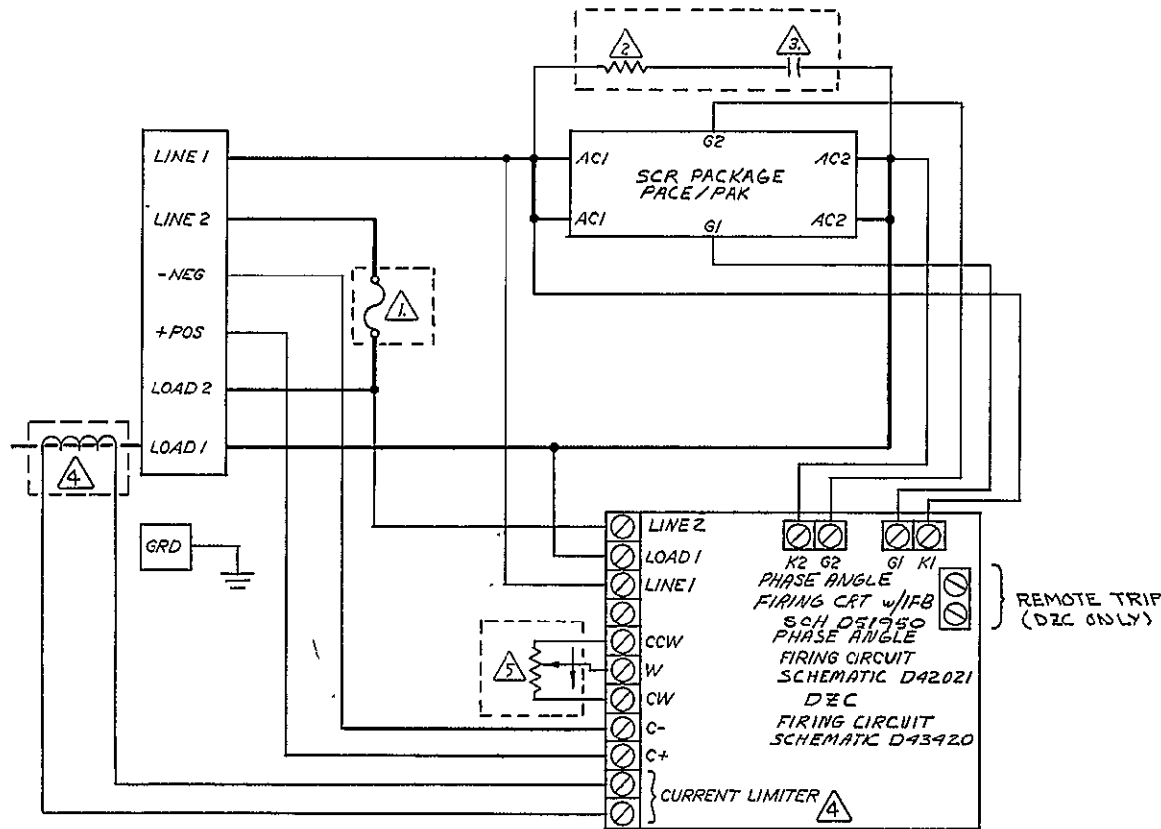 2.
3.
G2
AC1
AC2
SCR PACKAGE
PACE/PAK
AC1
AC2
G1
LINE 1
LINE 2
-NEG
+POS
LOAD 2
LOAD 1
1.
4
GRD
LINE 2
LOAD 1
LINE 1
CCW
W
CW
C-
C+
CURRENT LIMITER 4
5
K2 G2 G1 K1
PHASE ANGLE
FIRING CRT w/IFB
SCH D51950
PHASE ANGLE
FIRING CIRCUIT
SCHEMATIC D42021
DZC
FIRING CIRCUIT
SCHEMATIC D43420
REMOTE TRIP
(DZC ONLY)